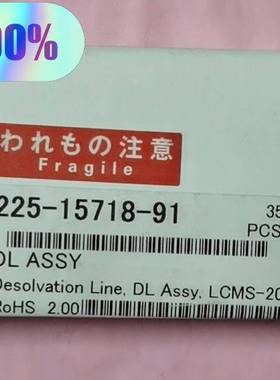 00%
われもの注意
Fragile
225-15718-91
35
PCS
DL ASSY
Desolvation Line, DL Assy, LCMS-20
RoHS 2.00